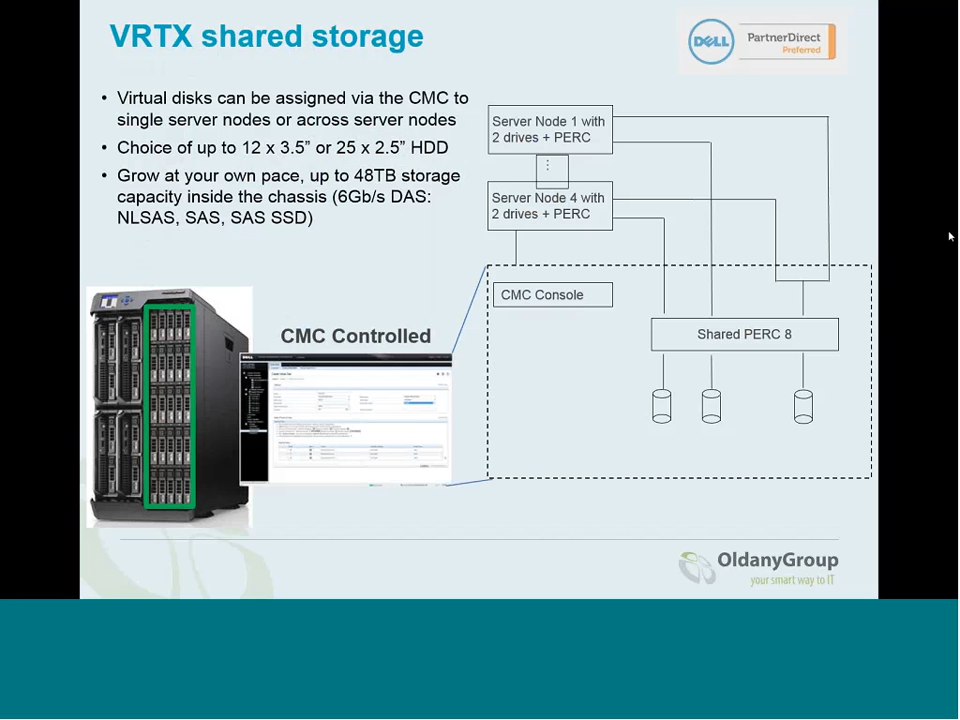 VRTX shared storage
DELL
PartnerDirect
Preferred
• Virtual disks can be assigned via the CMC to
single server nodes or across server nodes
• Choice of up to 12 x 3.5” or 25 x 2.5” HDD
• Grow at your own pace, up to 48TB storage
capacity inside the chassis (6Gb/s DAS:
NLSAS, SAS, SAS SSD)
Server Node 1 with
2 drives + PERC
⋮
Server Node 4 with
2 drives + PERC
CMC Console
Shared PERC 8
CMC Controlled
DELL
OldanyGroup
your smart way to IT